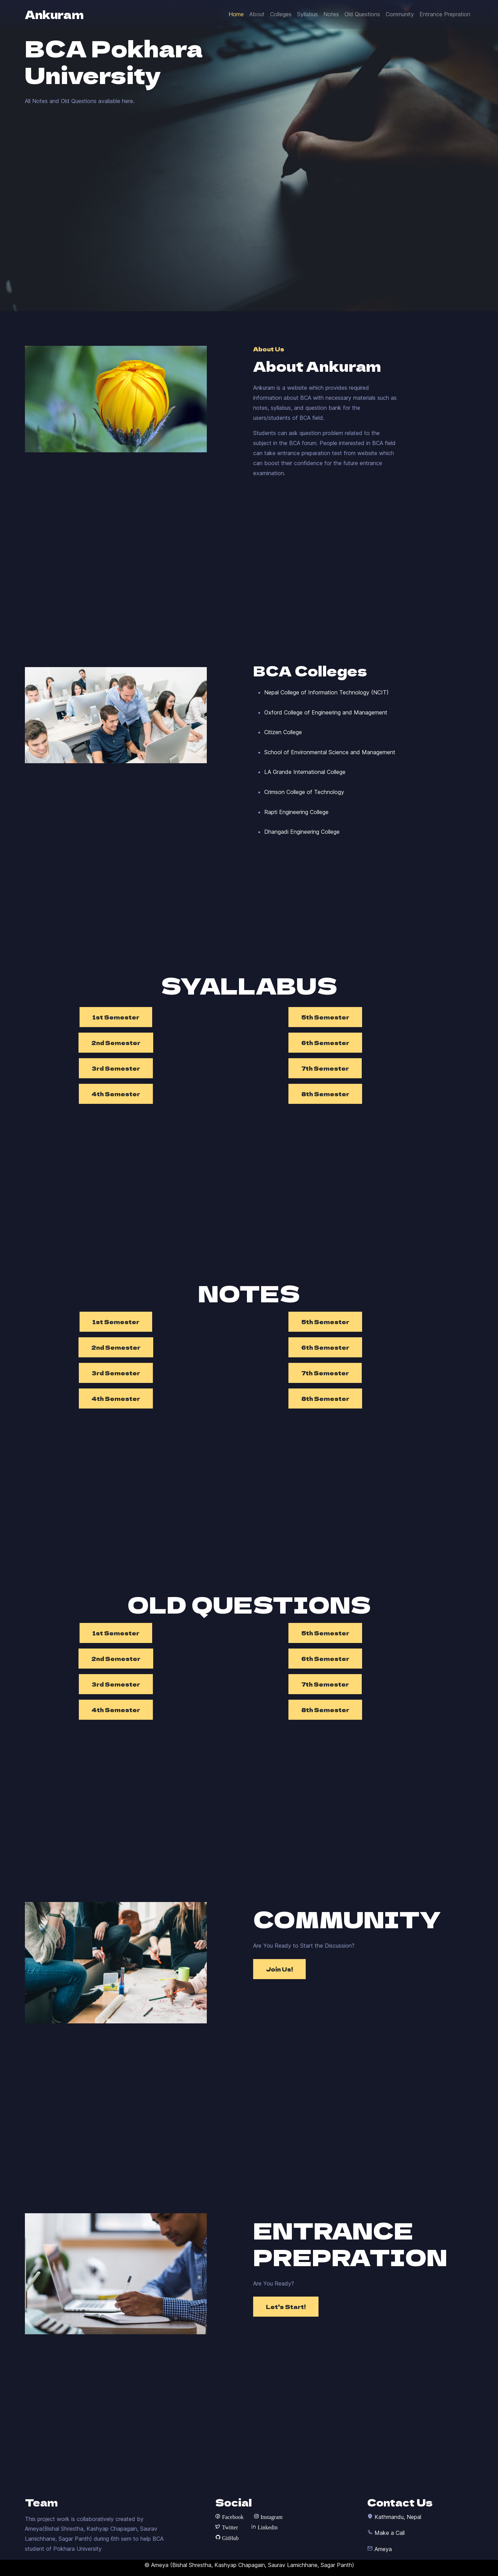 Ankuram
Home About Colleges Syllabus Notes Old Questions Community Entrance Prepration
BCA Pokhara
University
All Notes and Old Questions available here.
About Us
About Ankuram
Ankuram is a website which provides required
information about BCA with necessary materials such as
notes, syllabus, and question bank for the
users/students of BCA field.
Students can ask question problem related to the
subject in the BCA forum. People interested in BCA field
can take entrance preparation test from website which
can boost their confidence for the future entrance
examination.
BCA Colleges
Nepal College of Information Technology (NCIT)
Oxford College of Engineering and Management
Citizen College
School of Environmental Science and Management
LA Grande International College
Crimson College of Technology
Rapti Engineering College
Dhangadi Engineering College
SYALLABUS
1st Semester 5th Semester
2nd Semester 6th Semester
3rd Semester 7th Semester
4th Semester 8th Semester
NOTES
1st Semester 5th Semester
2nd Semester 6th Semester
3rd Semester 7th Semester
4th Semester 8th Semester
OLD QUESTIONS
1st Semester 5th Semester
2nd Semester 6th Semester
3rd Semester 7th Semester
4th Semester 8th Semester
COMMUNITY
Are You Ready to Start the Discussion?
Join Us!
ENTRANCE
PREPRATION
Are You Ready?
Let's Start!
Team
This project work is collaboratively created by
Ameya(Bishal Shrestha, Kashyap Chapagain, Saurav
Lamichhane, Sagar Panth) during 6th sem to help BCA
student of Pokhara University
Social
Facebook Instagram
Twitter Linkedin
GitHub
Contact Us
Kathmandu, Nepal
Make a Call
Ameya
© Ameya (Bishal Shrestha, Kashyap Chapagain, Saurav Lamichhane, Sagar Panth)